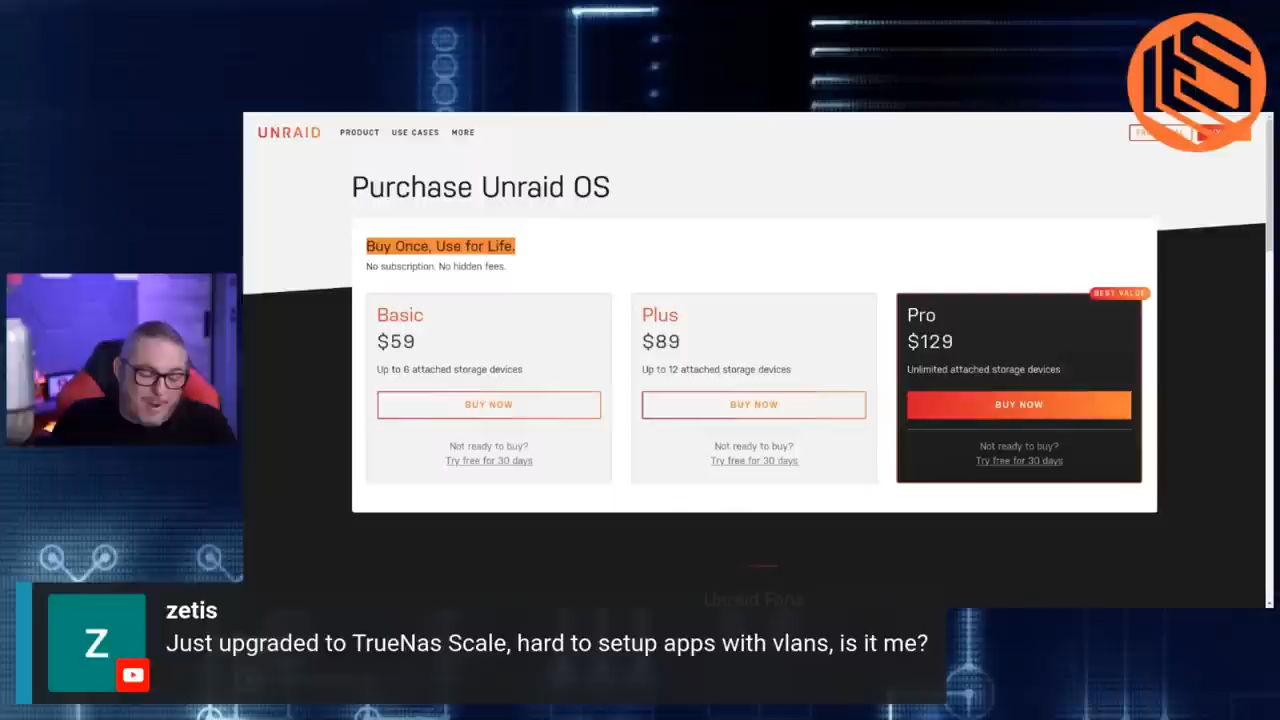 UNRAID PRODUCT USE CASES MORE
Purchase Unraid OS
Buy Once, Use for Life.
No subscription. No hidden fees.
BEST VALUE
Basic
$59
Up to 6 attached storage devices
BUY NOW
Not ready to buy?
Try free for 30 days
Plus
$89
Up to 12 attached storage devices
BUY NOW
Not ready to buy?
Try free for 30 days
Pro
$129
Unlimited attached storage devices
BUY NOW
Not ready to buy?
Try free for 30 days
Unraid Fans
Z
zetis
Just upgraded to TrueNas Scale, hard to setup apps with vlans, is it me?